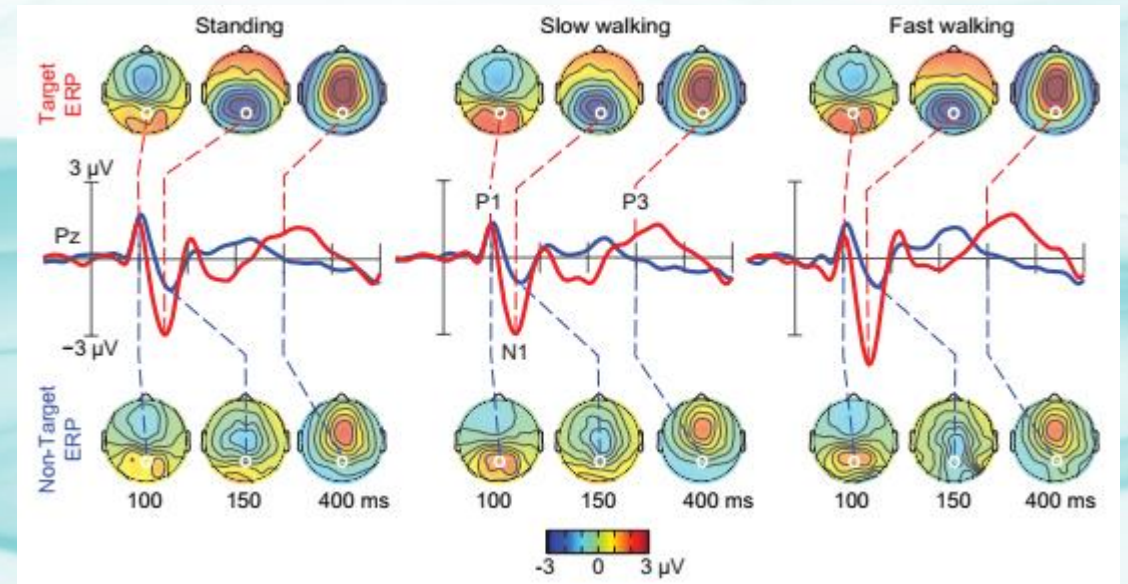 Standing
Slow walking
Fast walking
Target
ERP
3 µV
P1
P3
Pz
−3 µV
N1
Non-Target
ERP
100
150
400 ms
100
150
400 ms
100
150
400 ms
-3
0
3 µV